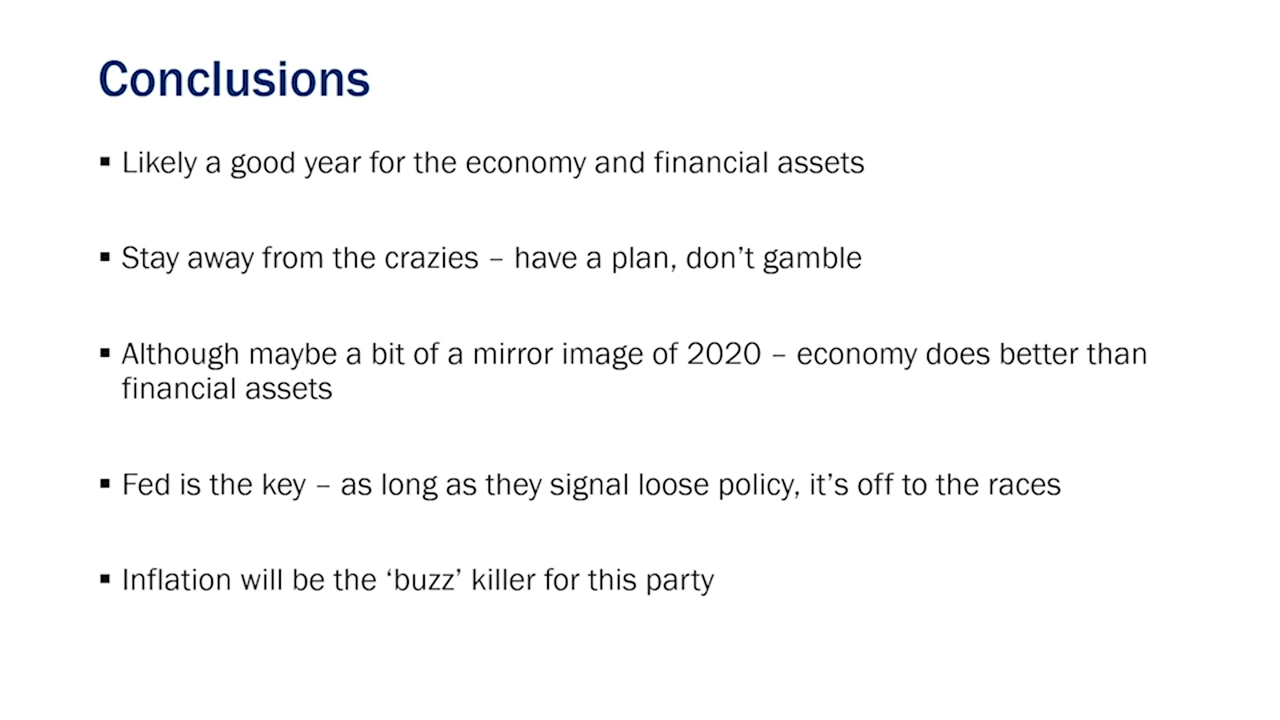 Conclusions
▪ Likely a good year for the economy and financial assets
▪ Stay away from the crazies – have a plan, don’t gamble
▪ Although maybe a bit of a mirror image of 2020 – economy does better than
financial assets
▪ Fed is the key – as long as they signal loose policy, it’s off to the races
▪ Inflation will be the ‘buzz’ killer for this party